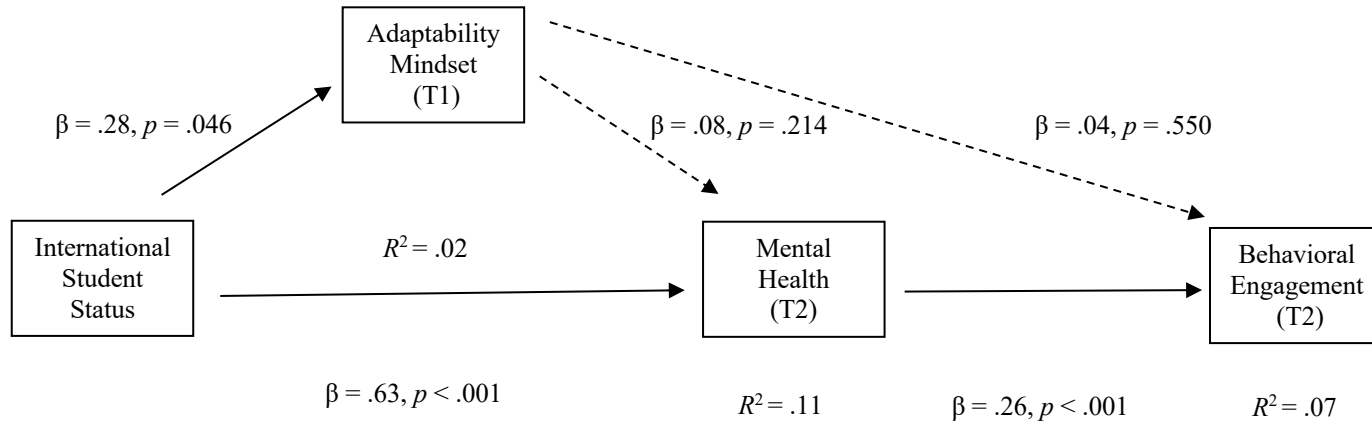 Adaptability
Mindset
(T1)
β = .28, p = .046
β = .08, p = .214
β = .04, p = .550
International
Student
Status
R² = .02
Mental
Health
(T2)
Behavioral
Engagement
(T2)
β = .63, p < .001
R² = .11
β = .26, p < .001
R² = .07